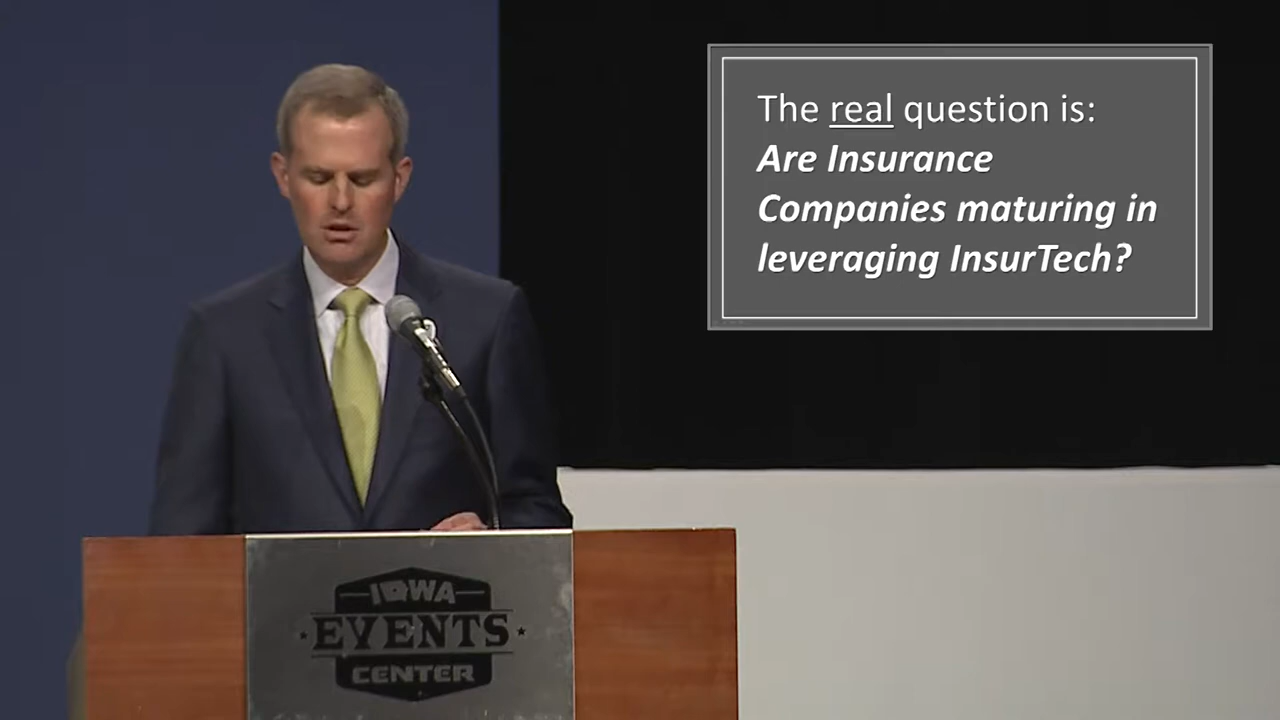 The real question is:
Are Insurance
Companies maturing in
leveraging InsurTech?
IOWA
EVENTS
CENTER